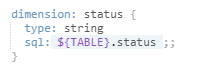 dimension: status {
  type: string
  sql: ${TABLE}.status ;;
}